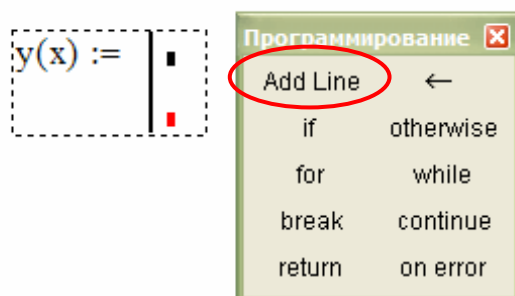 y(x) :=
Программирование
Add Line ←
if otherwise
for while
break continue
return on error